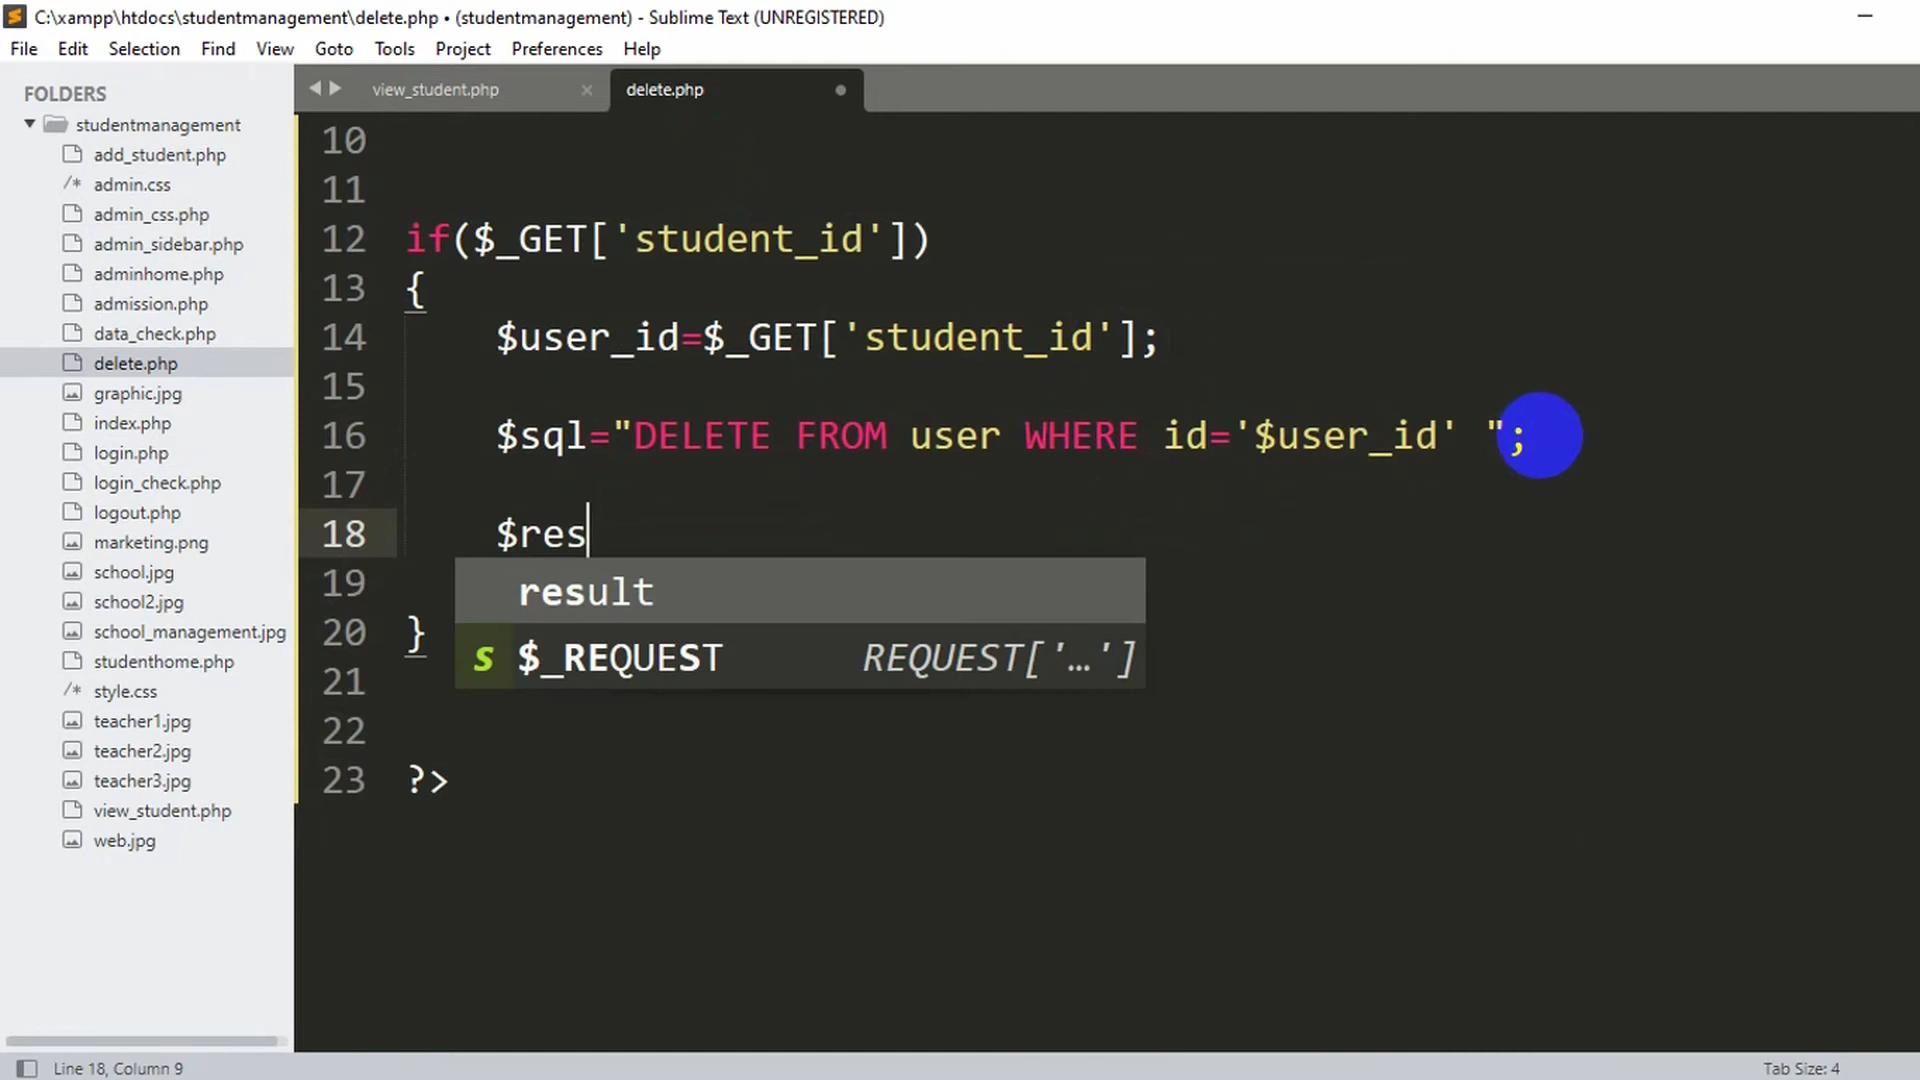 C:\xampp\htdocs\studentmanagement\delete.php • (studentmanagement) - Sublime Text (UNREGISTERED)
File Edit Selection Find View Goto Tools Project Preferences Help
FOLDERS
studentmanagement
add_student.php
/* admin.css
admin_css.php
admin_sidebar.php
adminhome.php
admission.php
data_check.php
delete.php
graphic.jpg
index.php
login.php
login_check.php
logout.php
marketing.png
school.jpg
school2.jpg
school_management.jpg
studenthome.php
/* style.css
teacher1.jpg
teacher2.jpg
teacher3.jpg
view_student.php
web.jpg
view_student.php × delete.php
10
11
12 if($_GET['student_id'])
13 {
14 $user_id=$_GET['student_id'];
15
16 $sql="DELETE FROM user WHERE id='$user_id' ";
17
18 $res
result
s $_REQUEST REQUEST['…']
19
20 }
21
22
23 ?>
Line 18, Column 9 Tab Size: 4